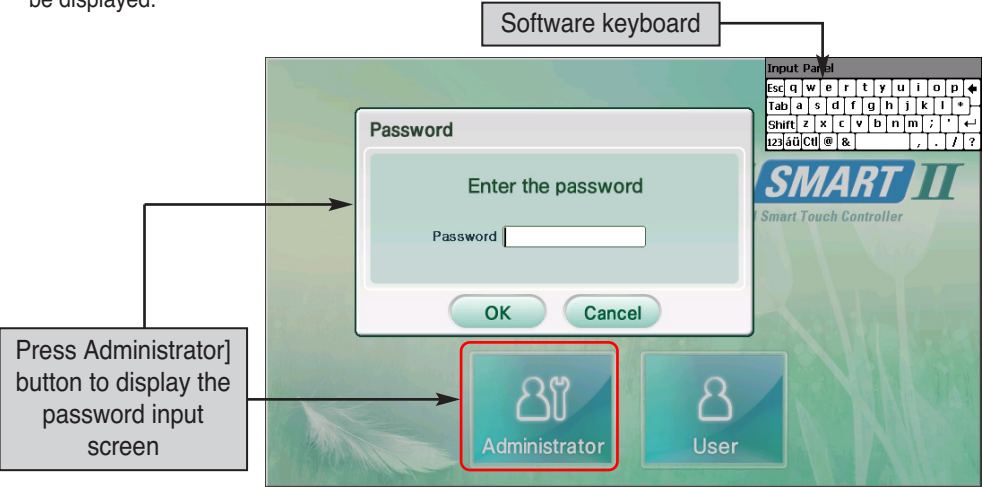 be displayed.
Software keyboard
Input Panel
Esc q w e r t y u i o p
Tab a s d f g h j k l *
Shift z x c v b n m ; '
123 áü Ctl @ & , . / ?
Password
Enter the password
Password
OK Cancel
SMART II
Smart Touch Controller
Press Administrator]
button to display the
password input
screen
Administrator
User